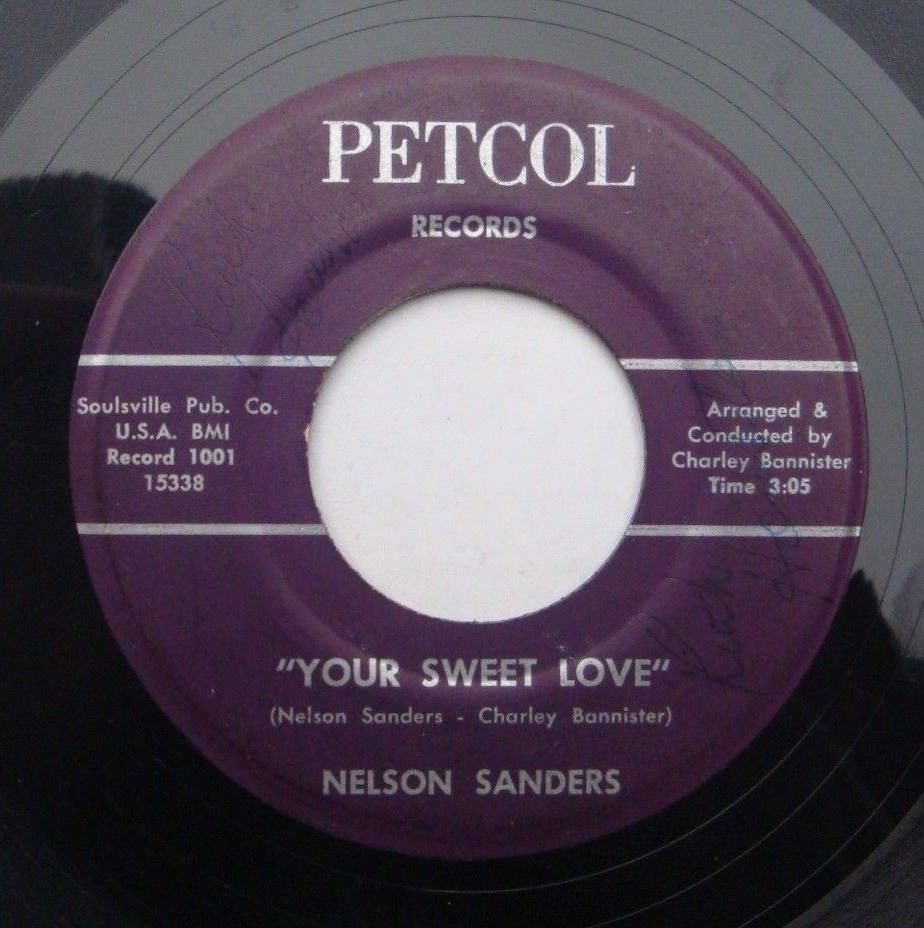 PETCOL
RECORDS
Soulsville Pub. Co.
U.S.A. BMI
Record 1001
15338
Arranged &
Conducted by
Charley Bannister
Time 3:05
"YOUR SWEET LOVE"
(Nelson Sanders - Charley Bannister)
NELSON SANDERS